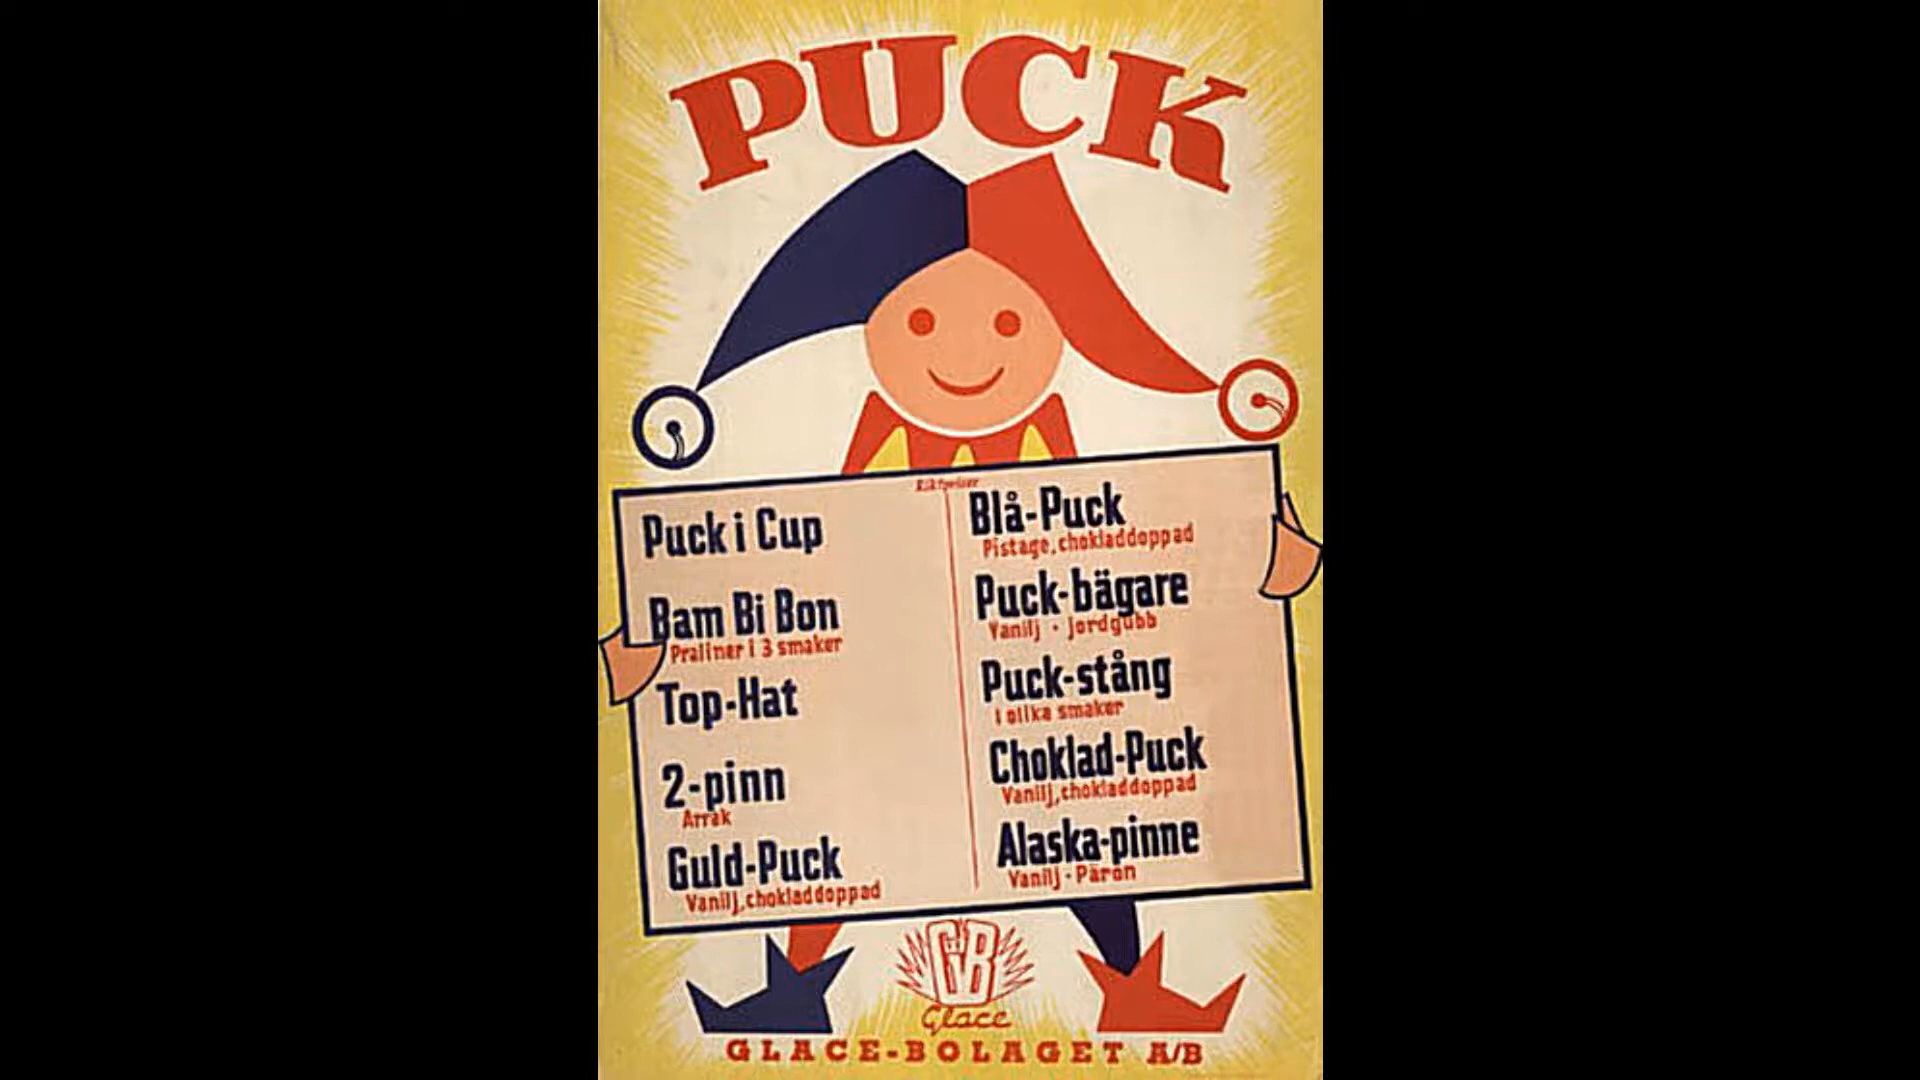 PUCK
Riktpriser
Puck i Cup
Bam Bi Bon
Praliner i 3 smaker
Top-Hat
2-pinn
Arrak
Guld-Puck
Vanilj, chokladdoppad
Blå-Puck
Pistage, chokladdoppad
Puck-bägare
Vanilj · Jordgubb
Puck-stång
i olika smaker
Choklad-Puck
Vanilj, chokladdoppad
Alaska-pinne
Vanilj - Päron
GB
Glace
GLACE-BOLAGET A/B